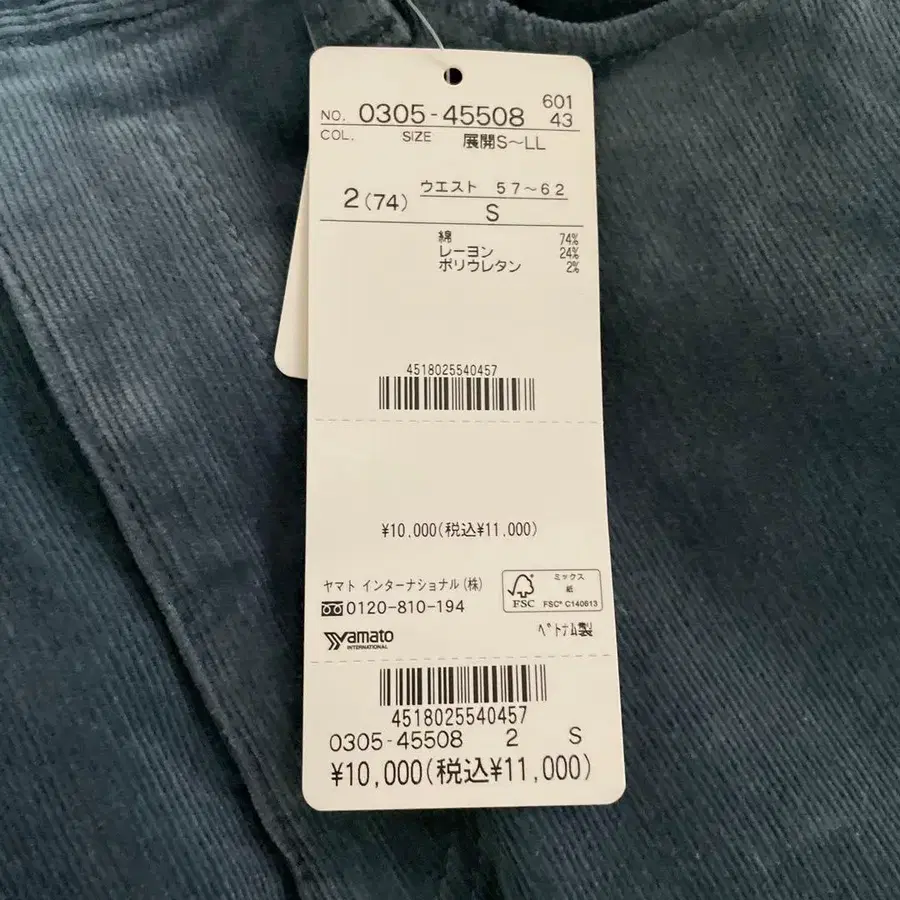 NO. 0305-45508 601 43
COL. SIZE 展開S~LL
2(74) ウエスト 57~62
S
綿 74%
レーヨン 24%
ポリウレタン 2%
4518025540457
¥10,000(税込¥11,000)
ヤマト インターナショナル(株)
0120-810-194
FSC
ミックス
紙
FSC® C140613
Yamato
INTERNATIONAL
ベトナム製
4518025540457
0305-45508 2 S
¥10,000(税込¥11,000)